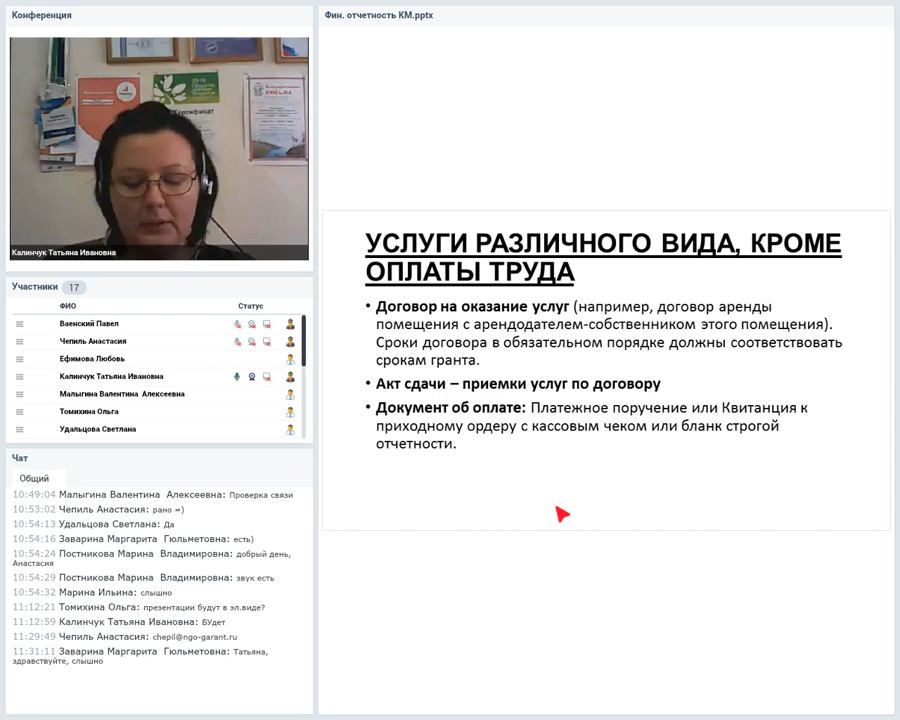 Конференция
Сертификат
Калинчук Татьяна Ивановна
Участники 17
ФИО Статус
Ваенский Павел
Чепиль Анастасия
Ефимова Любовь
Калинчук Татьяна Ивановна
Малыгина Валентина Алексеевна
Томихина Ольга
Удальцова Светлана
Чат
Общий
10:49:04 Малыгина Валентина Алексеевна: Проверка связи
10:53:02 Чепиль Анастасия: рано =)
10:54:13 Удальцова Светлана: Да
10:54:16 Заварина Маргарита Гюльметовна: есть)
10:54:24 Постникова Марина Владимировна: добрый день,
Анастасия
10:54:29 Постникова Марина Владимировна: звук есть
10:54:32 Марина Ильина: слышно
11:12:21 Томихина Ольга: презентации будут в эл.виде?
11:12:59 Калинчук Татьяна Ивановна: БУдет
11:29:49 Чепиль Анастасия: chepil@ngo-garant.ru
11:31:11 Заварина Маргарита Гюльметовна: Татьяна,
здравствуйте, слышно
Фин. отчетность КМ.pptx
УСЛУГИ РАЗЛИЧНОГО ВИДА, КРОМЕ
ОПЛАТЫ ТРУДА
• Договор на оказание услуг (например, договор аренды
помещения с арендодателем-собственником этого помещения).
Сроки договора в обязательном порядке должны соответствовать
срокам гранта.
• Акт сдачи – приемки услуг по договору
• Документ об оплате: Платежное поручение или Квитанция к
приходному ордеру с кассовым чеком или бланк строгой
отчетности.